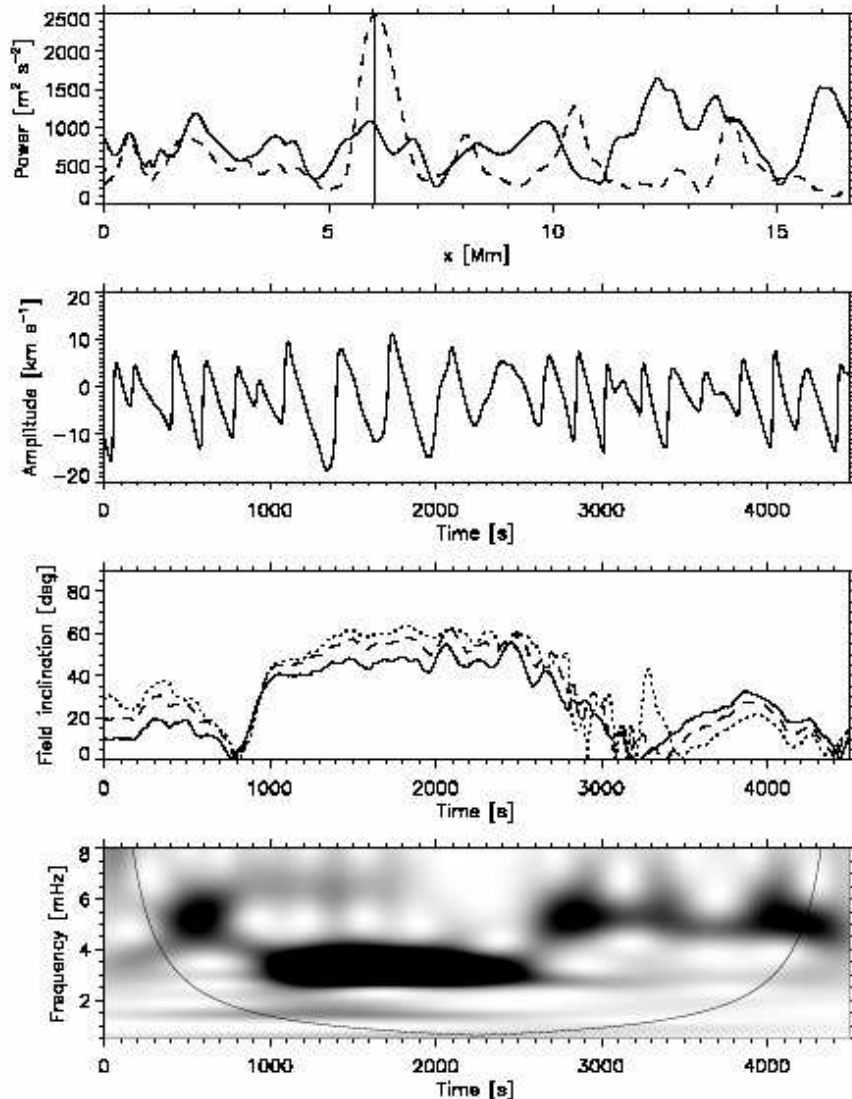 2500
2000
1500
1000
500
0
Power [m² s⁻²]
0 5 10 15
x [Mm]
20
10
0
-10
-20
Amplitude [km s⁻¹]
0 1000 2000 3000 4000
Time [s]
80
60
40
20
0
Field inclination [deg]
0 1000 2000 3000 4000
Time [s]
8
6
4
2
Frequency [mHz]
0 1000 2000 3000 4000
Time [s]